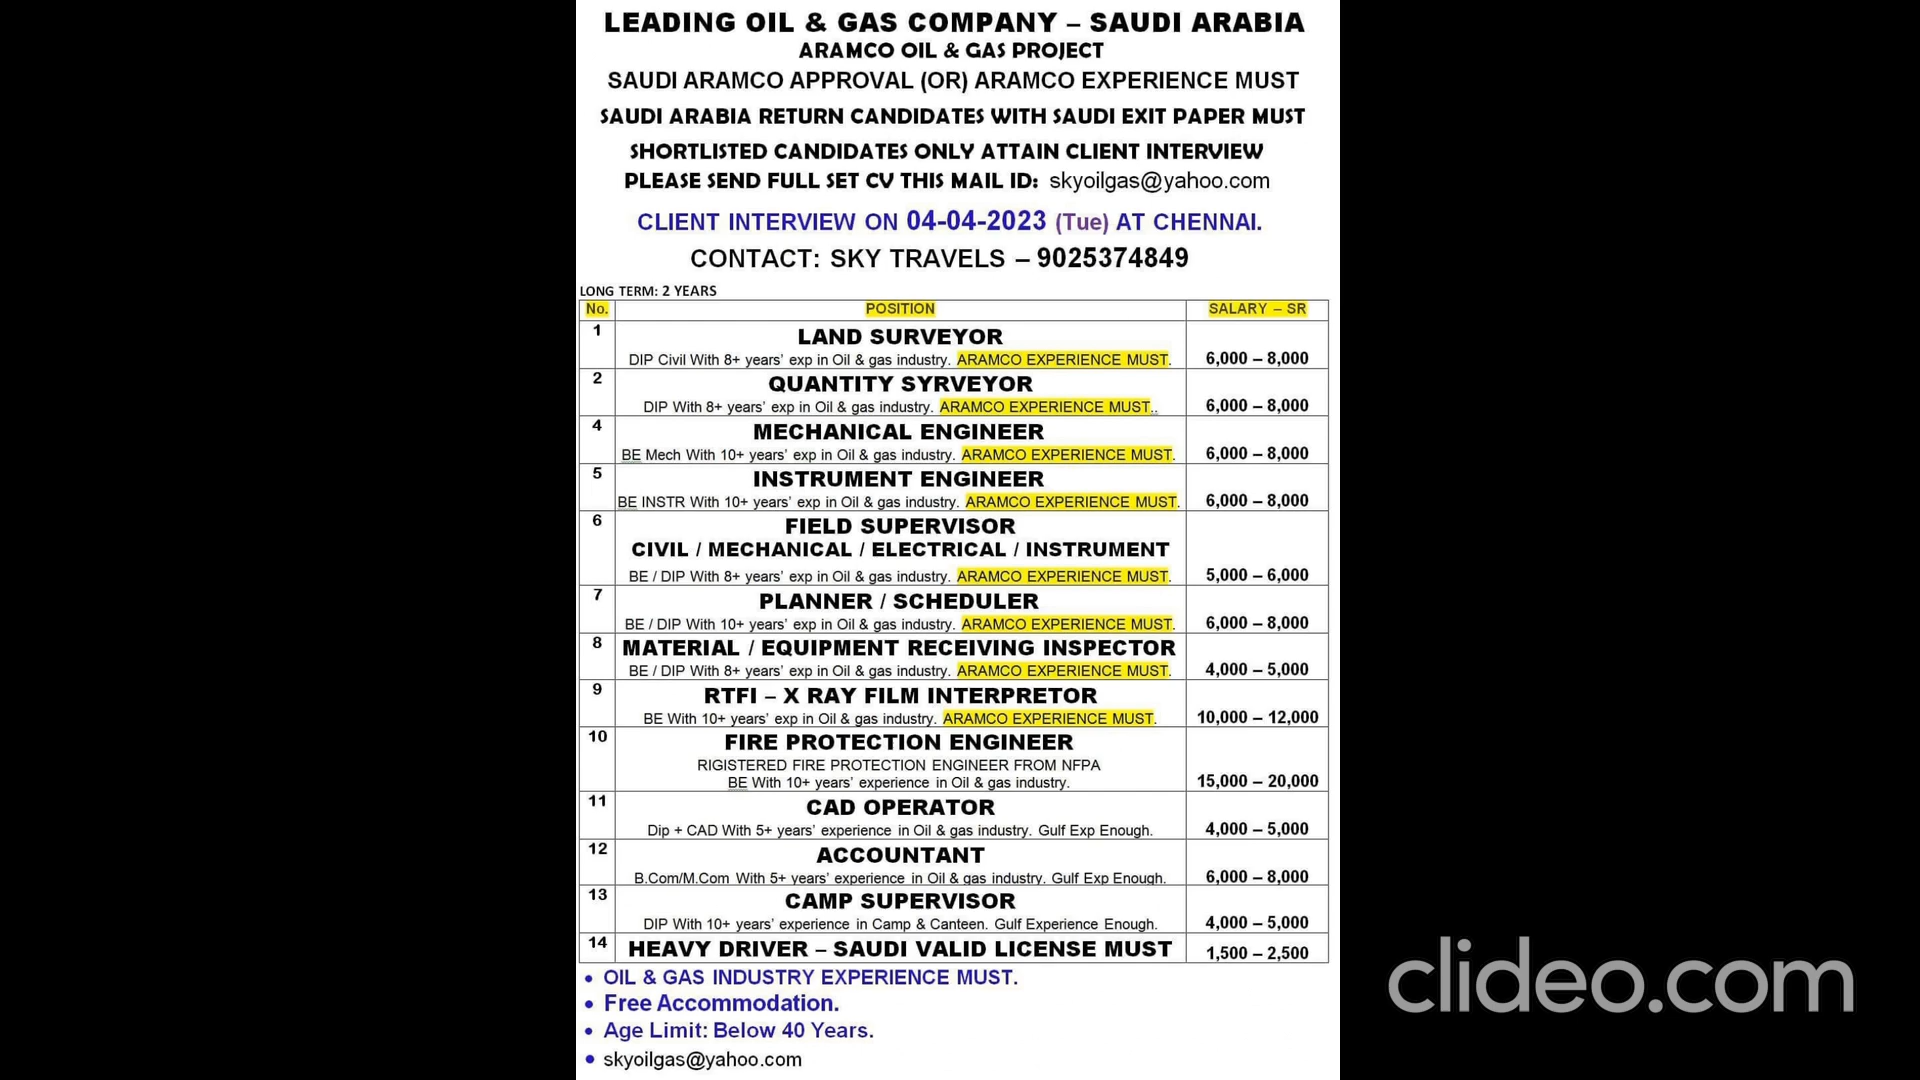 LEADING OIL & GAS COMPANY – SAUDI ARABIA
ARAMCO OIL & GAS PROJECT
SAUDI ARAMCO APPROVAL (OR) ARAMCO EXPERIENCE MUST
SAUDI ARABIA RETURN CANDIDATES WITH SAUDI EXIT PAPER MUST
SHORTLISTED CANDIDATES ONLY ATTAIN CLIENT INTERVIEW
PLEASE SEND FULL SET CV THIS MAIL ID: skyoilgas@yahoo.com
CLIENT INTERVIEW ON 04-04-2023 (Tue) AT CHENNAI.
CONTACT: SKY TRAVELS – 9025374849
LONG TERM: 2 YEARS
No. POSITION SALARY – SR
1 LAND SURVEYOR
DIP Civil With 8+ years' exp in Oil & gas industry. ARAMCO EXPERIENCE MUST. 6,000 – 8,000
2 QUANTITY SYRVEYOR
DIP With 8+ years' exp in Oil & gas industry. ARAMCO EXPERIENCE MUST.. 6,000 – 8,000
4 MECHANICAL ENGINEER
BE Mech With 10+ years' exp in Oil & gas industry. ARAMCO EXPERIENCE MUST. 6,000 – 8,000
5 INSTRUMENT ENGINEER
BE INSTR With 10+ years' exp in Oil & gas industry. ARAMCO EXPERIENCE MUST. 6,000 – 8,000
6 FIELD SUPERVISOR
CIVIL / MECHANICAL / ELECTRICAL / INSTRUMENT
BE / DIP With 8+ years' exp in Oil & gas industry. ARAMCO EXPERIENCE MUST. 5,000 – 6,000
7 PLANNER / SCHEDULER
BE / DIP With 10+ years' exp in Oil & gas industry. ARAMCO EXPERIENCE MUST. 6,000 – 8,000
8 MATERIAL / EQUIPMENT RECEIVING INSPECTOR
BE / DIP With 8+ years' exp in Oil & gas industry. ARAMCO EXPERIENCE MUST. 4,000 – 5,000
9 RTFI – X RAY FILM INTERPRETOR
BE With 10+ years' exp in Oil & gas industry. ARAMCO EXPERIENCE MUST. 10,000 – 12,000
10 FIRE PROTECTION ENGINEER
RIGISTERED FIRE PROTECTION ENGINEER FROM NFPA
BE With 10+ years' experience in Oil & gas industry. 15,000 – 20,000
11 CAD OPERATOR
Dip + CAD With 5+ years' experience in Oil & gas industry. Gulf Exp Enough. 4,000 – 5,000
12 ACCOUNTANT
B.Com/M.Com With 5+ years' experience in Oil & gas industry. Gulf Exp Enough. 6,000 – 8,000
13 CAMP SUPERVISOR
DIP With 10+ years' experience in Camp & Canteen. Gulf Experience Enough. 4,000 – 5,000
14 HEAVY DRIVER – SAUDI VALID LICENSE MUST 1,500 – 2,500
• OIL & GAS INDUSTRY EXPERIENCE MUST.
• Free Accommodation.
• Age Limit: Below 40 Years.
• skyoilgas@yahoo.com
clideo.com